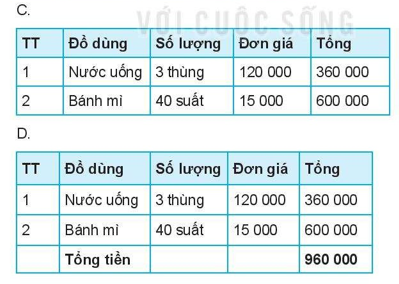 VỚI CUỘC SỐNG
C.
TT Đồ dùng Số lượng Đơn giá Tổng
1 Nước uống 3 thùng 120 000 360 000
2 Bánh mì 40 suất 15 000 600 000
D.
TT Đồ dùng Số lượng Đơn giá Tổng
1 Nước uống 3 thùng 120 000 360 000
2 Bánh mì 40 suất 15 000 600 000
Tổng tiền 960 000